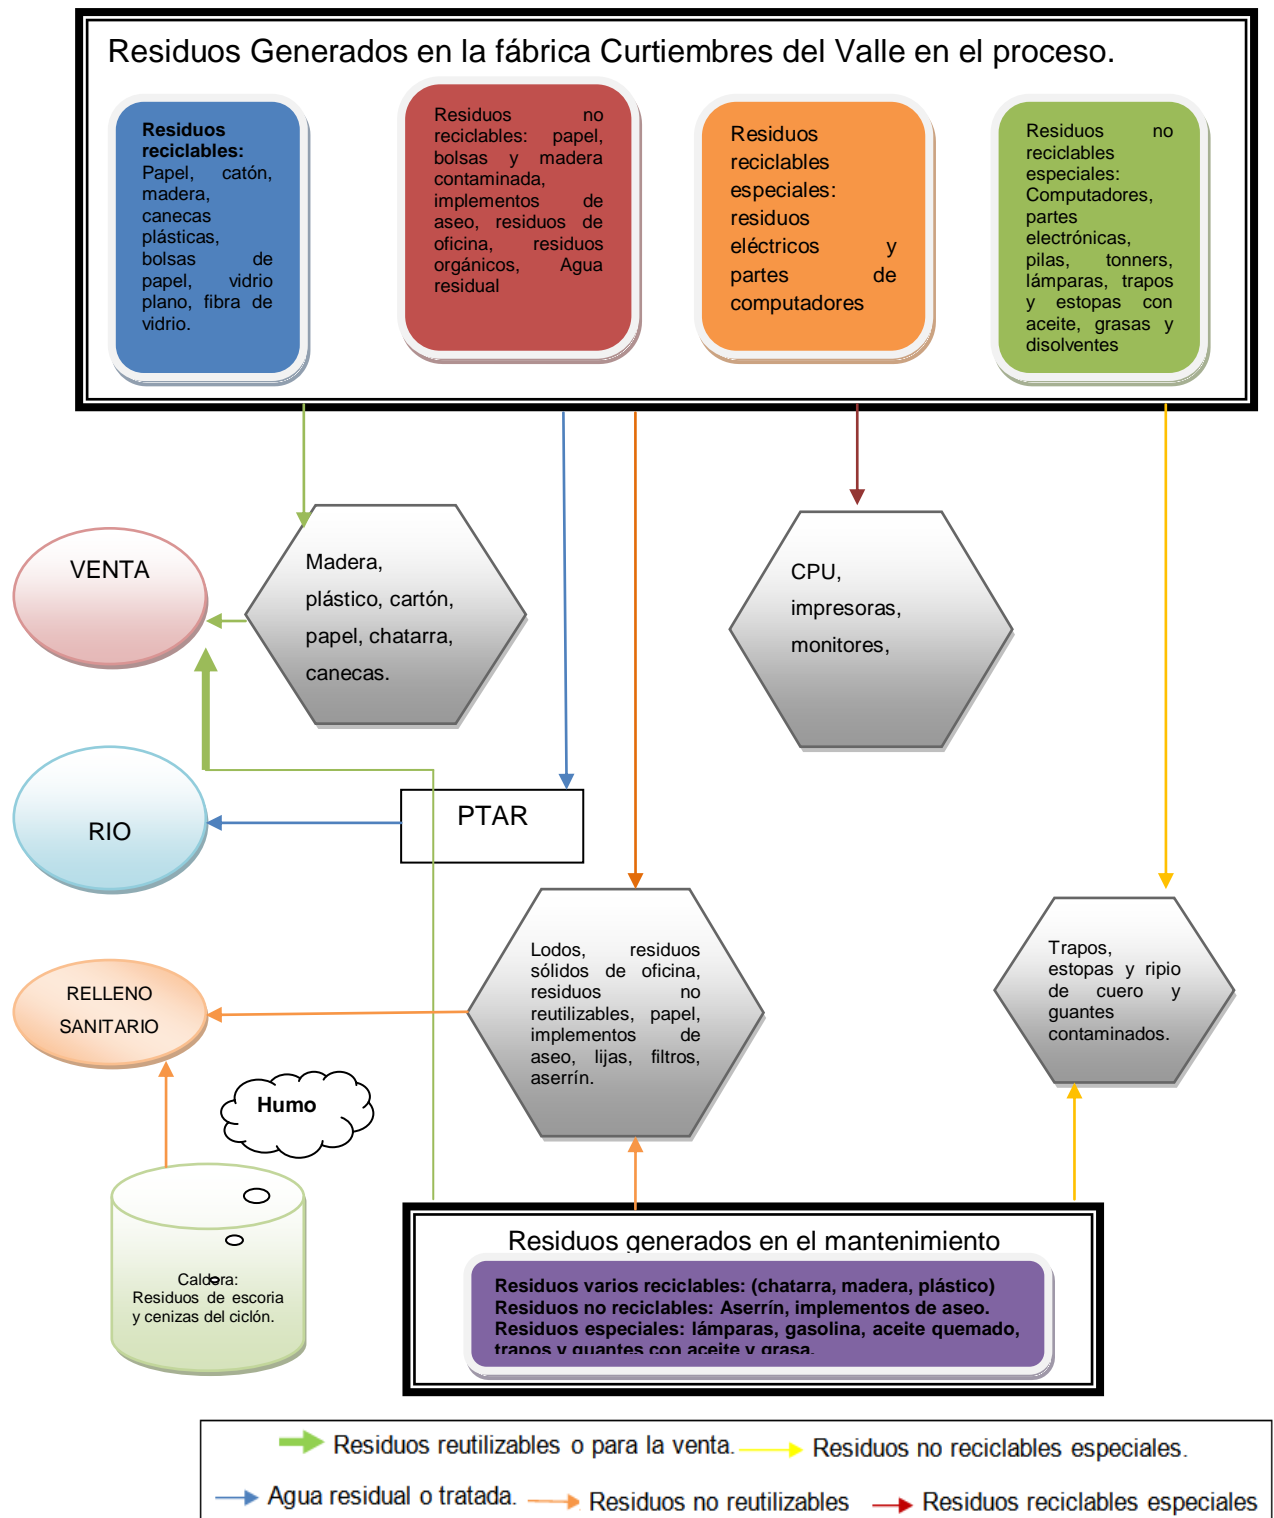 Residuos Generados en la fábrica Curtiembres del Valle en el proceso.
Residuos
reciclables:
Papel, catón,
madera,
canecas
plásticas,
bolsas de
papel, vidrio
plano, fibra de
vidrio.
Residuos no
reciclables: papel,
bolsas y madera
contaminada,
implementos de
aseo, residuos de
oficina, residuos
orgánicos, Agua
residual
Residuos
reciclables
especiales:
residuos
eléctricos y
partes de
computadores
Residuos no
reciclables
especiales:
Computadores,
partes
electrónicas,
pilas, tonners,
lámparas, trapos
y estopas con
aceite, grasas y
disolventes
VENTA
Madera,
plástico, cartón,
papel, chatarra,
canecas.
CPU,
impresoras,
monitores,
RIO
PTAR
RELLENO
SANITARIO
Lodos, residuos
sólidos de oficina,
residuos no
reutilizables, papel,
implementos de
aseo, lijas, filtros,
aserrín.
Trapos,
estopas y ripio
de cuero y
guantes
contaminados.
Humo
Caldera:
Residuos de escoria
y cenizas del ciclón.
Residuos generados en el mantenimiento
Residuos varios reciclables: (chatarra, madera, plástico)
Residuos no reciclables: Aserrín, implementos de aseo.
Residuos especiales: lámparas, gasolina, aceite quemado,
trapos y guantes con aceite y grasa.
Residuos reutilizables o para la venta.
Residuos no reciclables especiales.
Agua residual o tratada.
Residuos no reutilizables
Residuos reciclables especiales